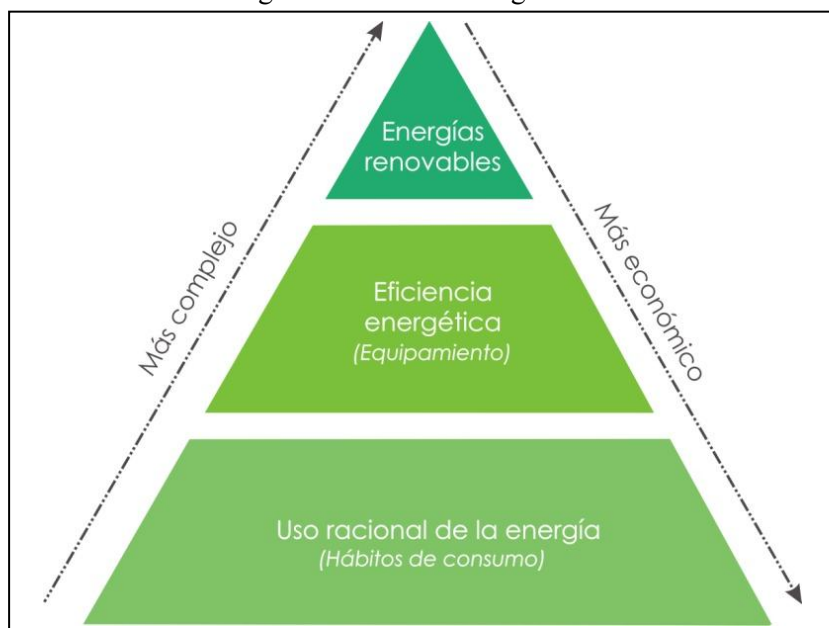 Energías
renovables
Más complejo
Más económico
Eficiencia
energética
(Equipamiento)
Uso racional de la energía
(Hábitos de consumo)